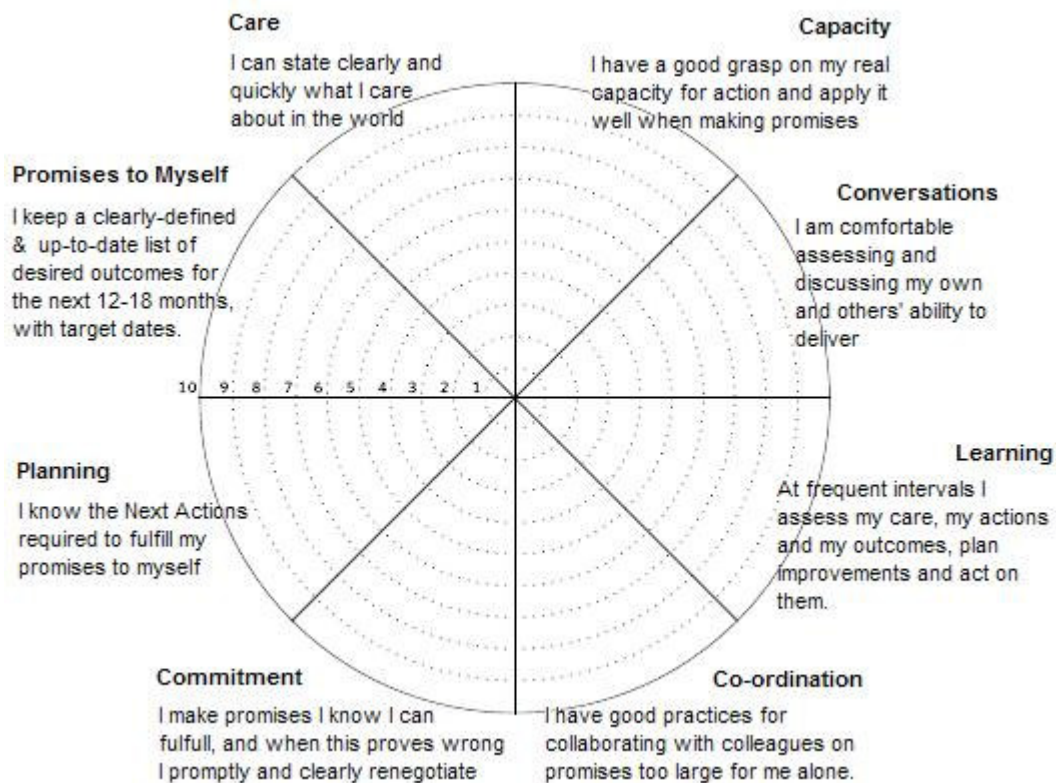 Care
I can state clearly and
quickly what I care
about in the world
Capacity
I have a good grasp on my real
capacity for action and apply it
well when making promises
Promises to Myself
I keep a clearly-defined
& up-to-date list of
desired outcomes for
the next 12-18 months,
with target dates.
Conversations
I am comfortable
assessing and
discussing my own
and others' ability to
deliver
10 9 8 7 6 5 4 3 2 1
Planning
I know the Next Actions
required to fulfill my
promises to myself
Learning
At frequent intervals I
assess my care, my actions
and my outcomes, plan
improvements and act on
them.
Commitment
I make promises I know I can
fulfull, and when this proves wrong
I promptly and clearly renegotiate
Co-ordination
I have good practices for
collaborating with colleagues on
promises too large for me alone.